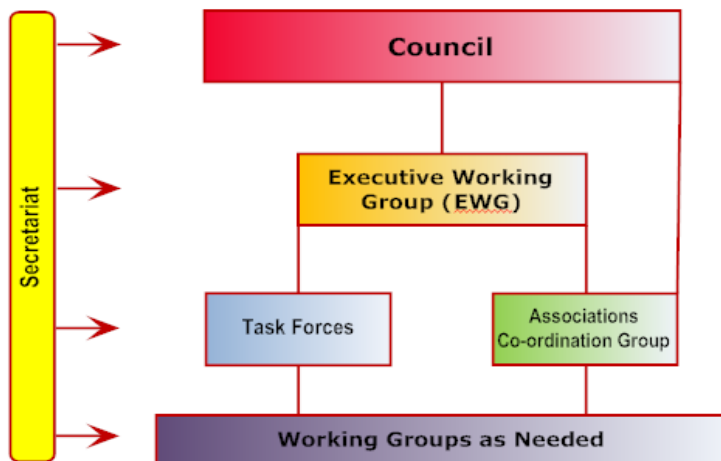 Secretariat
Council
Executive Working
Group (EWG)
Task Forces
Associations
Co-ordination Group
Working Groups as Needed